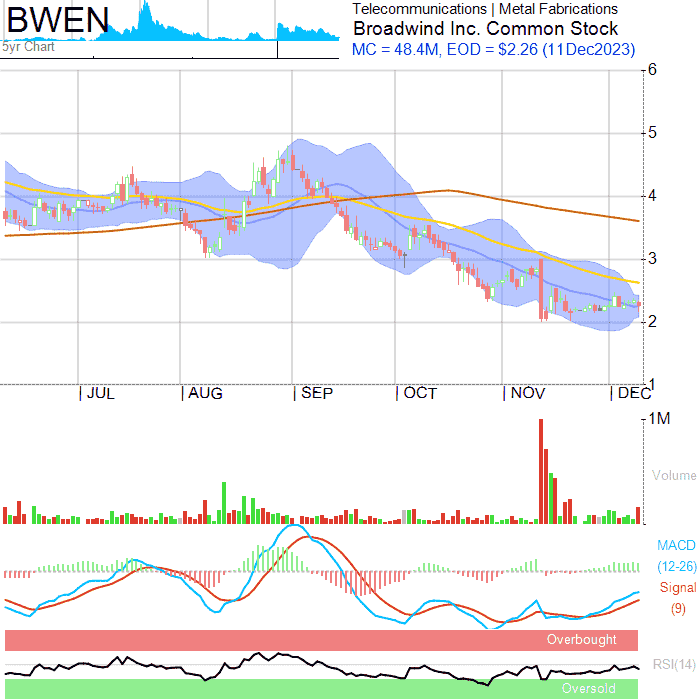 BWEN
5yr Chart
Telecommunications | Metal Fabrications
Broadwind Inc. Common Stock
MC = 48.4M, EOD = $2.26 (11Dec2023)
6
5
4
3
2
1
| JUL
| AUG
| SEP
| OCT
| NOV
| DEC
1M
Volume
MACD
(12-26)
Signal
(9)
Overbought
RSI(14)
Oversold